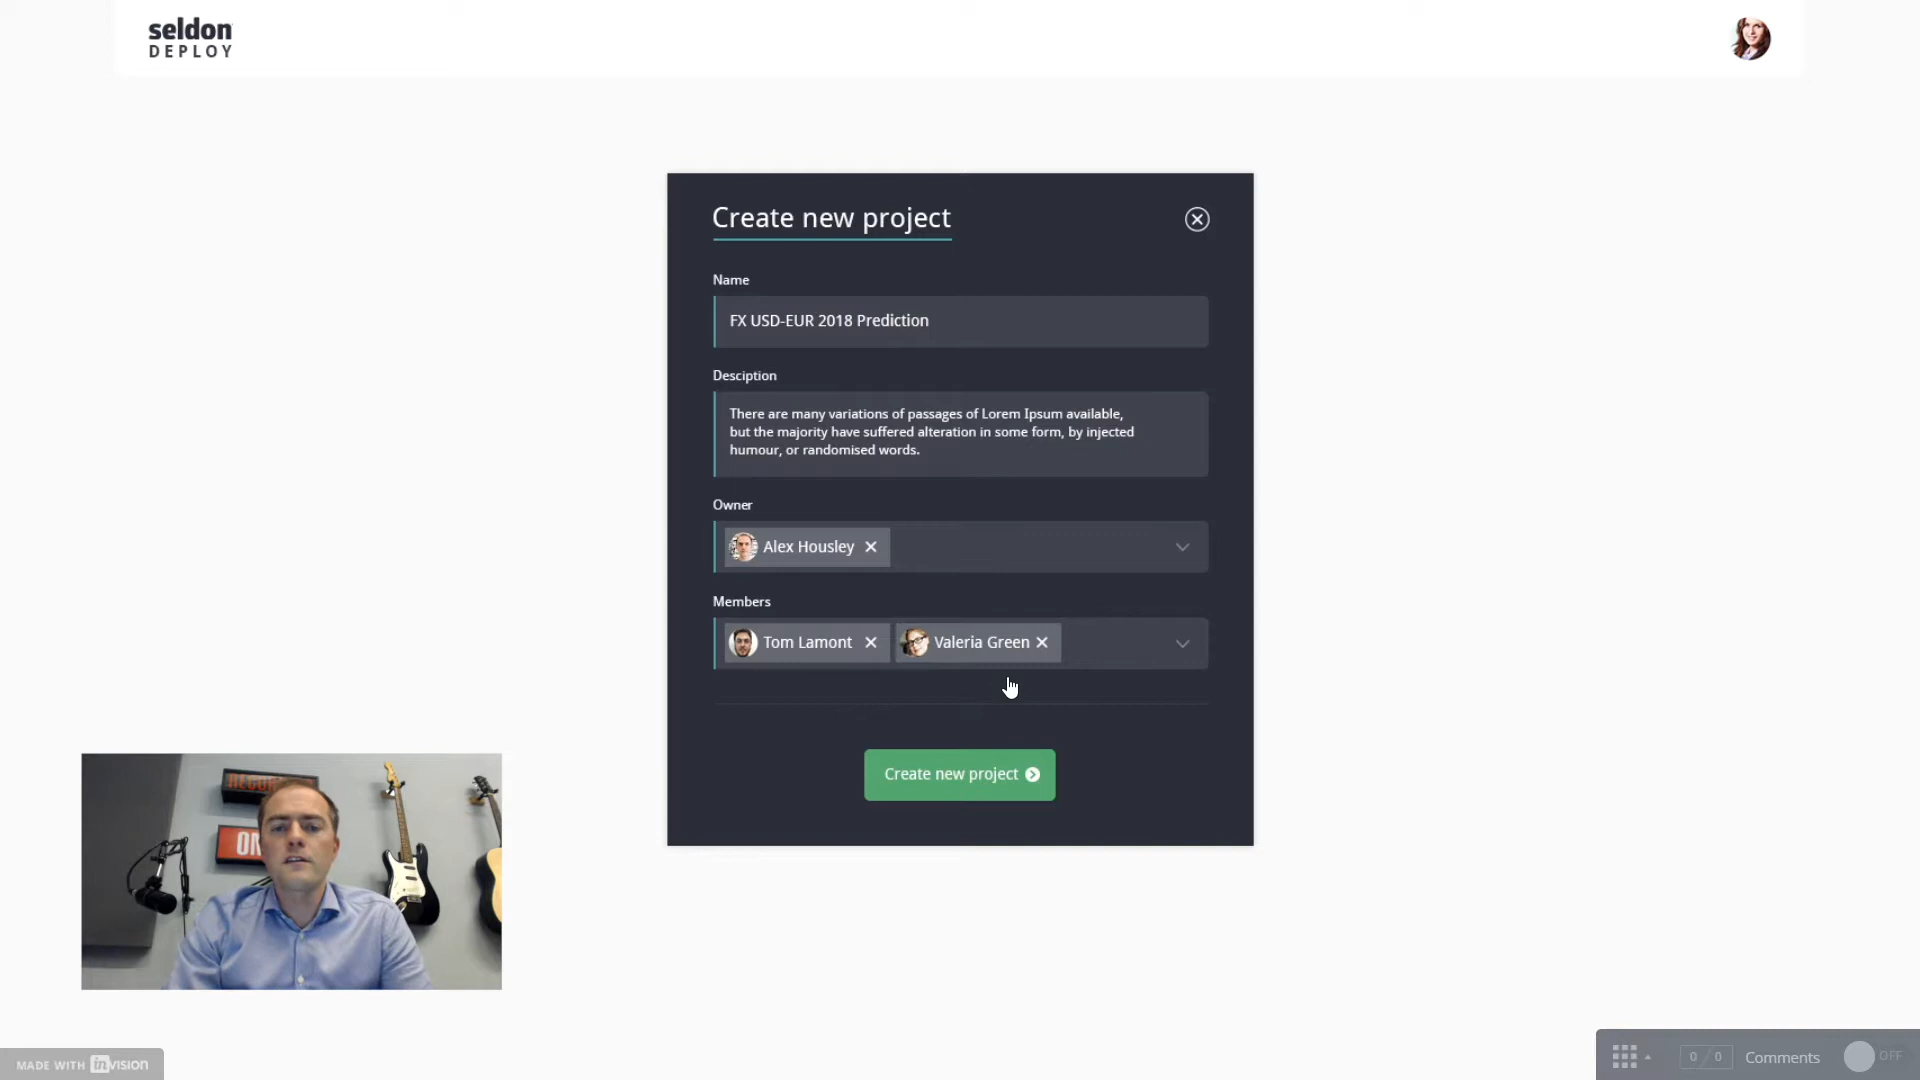 seldon
DEPLOY
Create new project
Name
FX USD-EUR 2018 Prediction
Desciption
There are many variations of passages of Lorem Ipsum available,
but the majority have suffered alteration in some form, by injected
humour, or randomised words.
Owner
Alex Housley
Members
Tom Lamont
Valeria Green
Create new project
MADE WITH invision
0 / 0
Comments
OFF